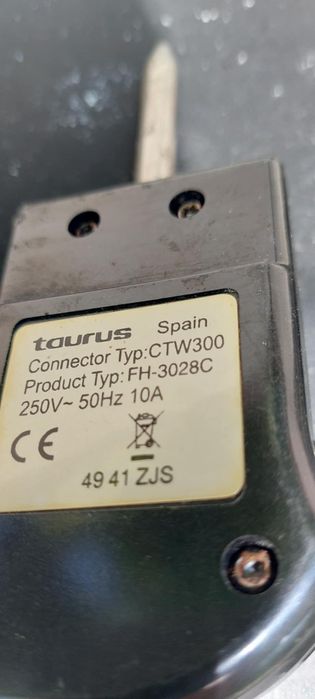 taurus Spain
Connector Typ:CTW300
Product Typ:FH-3028C
250V~ 50Hz 10A
CE
49 41 ZJS